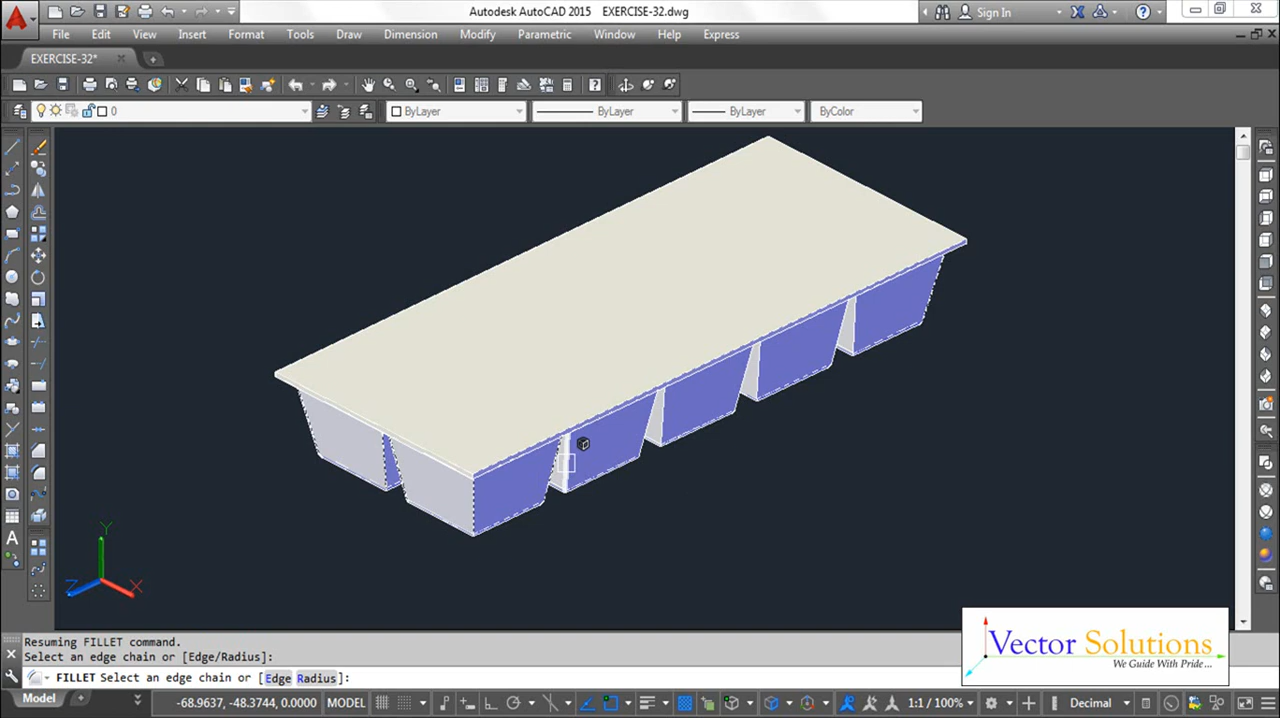 Autodesk AutoCAD 2015 EXERCISE-32.dwg
Sign In
File Edit View Insert Format Tools Draw Dimension Modify Parametric Window Help Express
EXERCISE-32*
0 ByLayer ByLayer ByLayer ByColor
Y
Z X
Resuming FILLET command.
Select an edge chain or [Edge/Radius]:
FILLET Select an edge chain or [Edge Radius]:
Vector Solutions
We Guide With Pride ...
Model
-68.9637, -48.3744, 0.0000 MODEL 1:1 / 100% Decimal
A